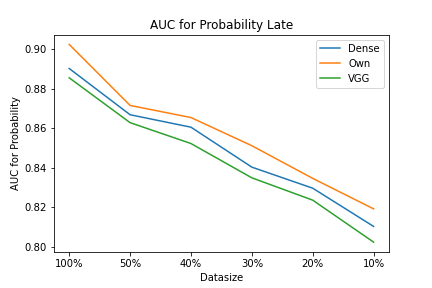 AUC for Probability Late
Dense
Own
VGG
AUC for Probability
0.90
0.88
0.86
0.84
0.82
0.80
100% 50% 40% 30% 20% 10%
Datasize